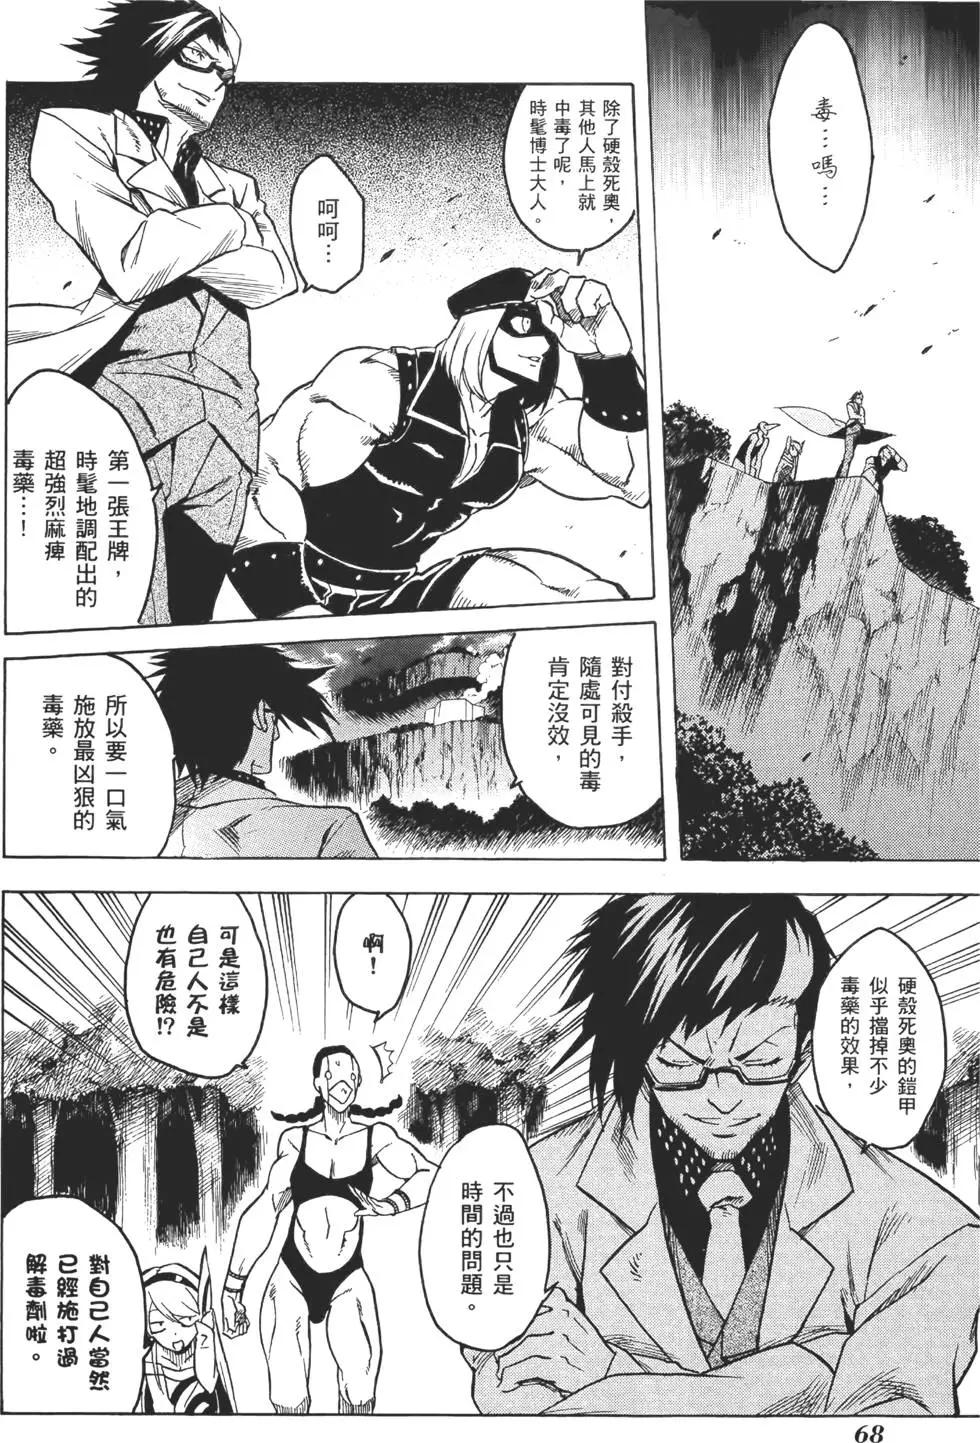 毒…嗎…
除了硬殼死奧，
其他人馬上就
中毒了呢，
時髦博士大人。
呵呵…
第一張王牌，
時髦地調配出的
超強烈麻痺
毒藥…！
對付殺手，
隨處可見的毒
肯定沒效，
所以要一口氣
施放最凶狠的
毒藥。
硬殼死奧的鎧甲
似乎擋掉不少
毒藥的效果，
不過也只是
時間的問題。
啊！
可是這樣
自己人不是
也有危險!?
對自己人當然
已經施打過
解毒劑啦。
68